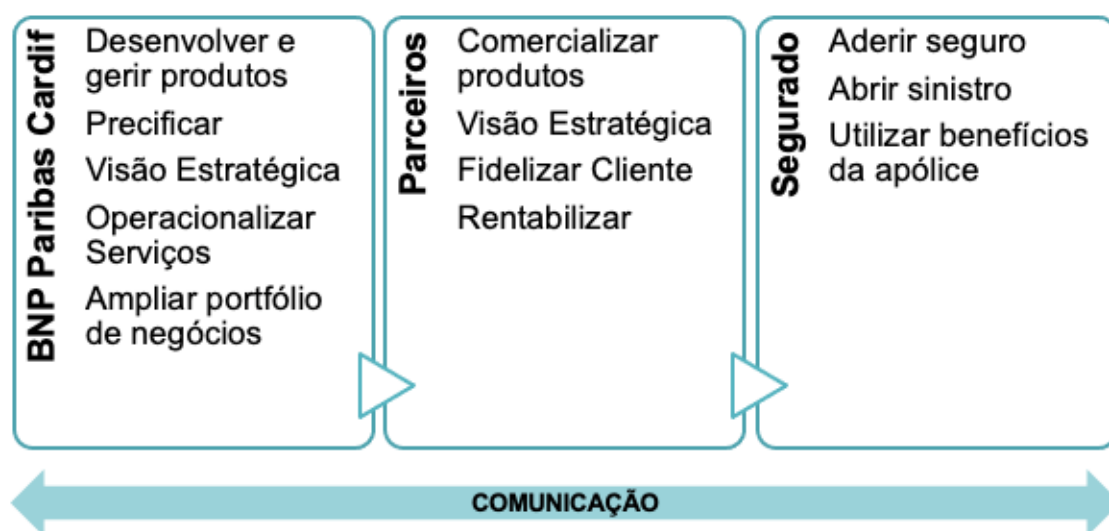 BNP Paribas Cardif
Desenvolver e
gerir produtos
Precificar
Visão Estratégica
Operacionalizar
Serviços
Ampliar portfólio
de negócios
Parceiros
Comercializar
produtos
Visão Estratégica
Fidelizar Cliente
Rentabilizar
Segurado
Aderir seguro
Abrir sinistro
Utilizar benefícios
da apólice
COMUNICAÇÃO